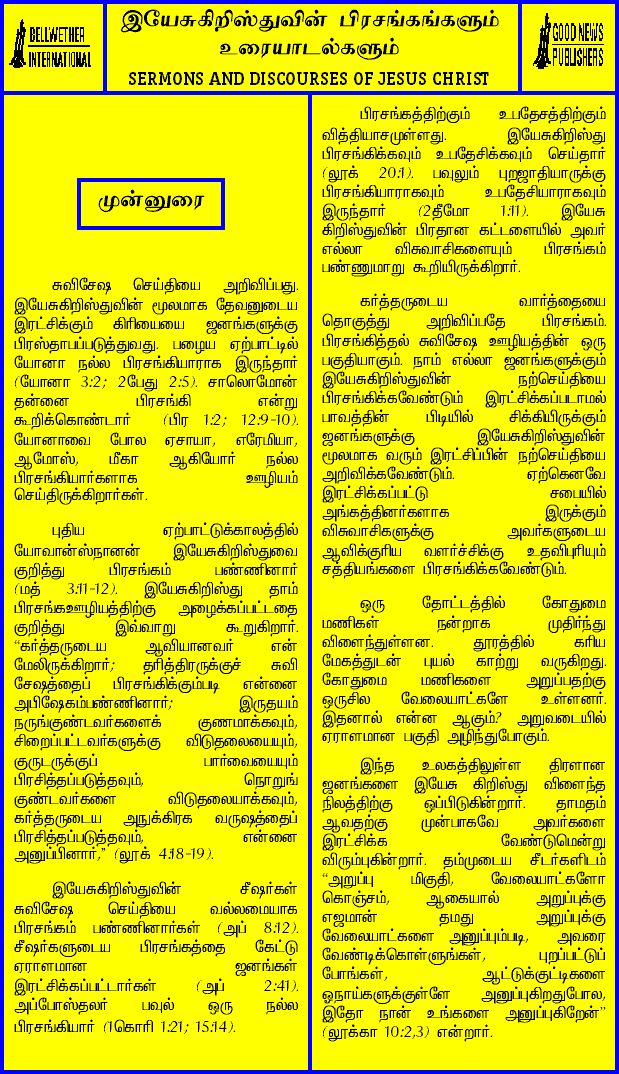 BELLWETHER
INTERNATIONAL
இயேசுகிறிஸ்துவின் பிரசங்கங்களும்
உரையாடல்களும்
SERMONS AND DISCOURSES OF JESUS CHRIST
GOOD NEWS
PUBLISHERS
முன்னுரை
சுவிசேஷ செய்தியை அறிவிப்பது.
இயேசுகிறிஸ்துவின் மூலமாக தேவனுடைய
இரட்சிக்கும் கிரியையை ஜனங்களுக்கு
பிரஸ்தாபப்படுத்துவது. பழைய ஏற்பாட்டில்
யோனா நல்ல பிரசங்கியாராக இருந்தார்
(யோனா 3:2; 2பேது 2:5). சாலொமோன்
தன்னை பிரசங்கி என்று
கூறிக்கொண்டார் (பிர 1:2; 12:9-10).
யோனாவை போல ஏசாயா, எரேமியா,
ஆமோஸ், மீகா ஆகியோர் நல்ல
பிரசங்கியார்களாக ஊழியம்
செய்திருக்கிறார்கள்.
புதிய ஏற்பாட்டுக்காலத்தில்
யோவான்ஸ்நானன் இயேசுகிறிஸ்துவை
குறித்து பிரசங்கம் பண்ணினார்
(மத் 3:11-12). இயேசுகிறிஸ்து தாம்
பிரசங்கஊழியத்திற்கு அழைக்கப்பட்டதை
குறித்து இவ்வாறு கூறுகிறார்.
“கர்த்தருடைய ஆவியானவர் என்
மேலிருக்கிறார்; தரித்திரருக்குச் சுவி
சேஷத்தைப் பிரசங்கிக்கும்படி என்னை
அபிஷேகம்பண்ணினார்; இருதயம்
நருங்குண்டவர்களைக் குணமாக்கவும்,
சிறைப்பட்டவர்களுக்கு விடுதலையையும்,
குருடருக்குப் பார்வையையும்
பிரசித்தப்படுத்தவும், நொறுங்
குண்டவர்களை விடுதலையாக்கவும்,
கர்த்தருடைய அநுக்கிரக வருஷத்தைப்
பிரசித்தப்படுத்தவும், என்னை
அனுப்பினார்,” (லூக் 4:18-19).
இயேசுகிறிஸ்துவின் சீஷர்கள்
சுவிசேஷ செய்தியை வல்லமையாக
பிரசங்கம் பண்ணினார்கள் (அப் 8:12).
சீஷர்களுடைய பிரசங்கத்தை கேட்டு
ஏராளமான ஜனங்கள்
இரட்சிக்கப்பட்டார்கள் (அப் 2:41).
அப்போஸ்தலர் பவுல் ஒரு நல்ல
பிரசங்கியார் (1கொரி 1:21; 15:14).
பிரசங்கத்திற்கும் உபதேசத்திற்கும்
வித்தியாசமுள்ளது. இயேசுகிறிஸ்து
பிரசங்கிக்கவும் உபதேசிக்கவும் செய்தார்
(லூக் 20:1). பவுலும் புறஜாதியாருக்கு
பிரசங்கியாராகவும் உபதேசியாராகவும்
இருந்தார் (2தீமோ 1:11). இயேசு
கிறிஸ்துவின் பிரதான கட்டளையில் அவர்
எல்லா விசுவாசிகளையும் பிரசங்கம்
பண்ணுமாறு கூறியிருக்கிறார்.
கர்த்தருடைய வார்த்தையை
தொகுத்து அறிவிப்பதே பிரசங்கம்.
பிரசங்கித்தல் சுவிசேஷ ஊழியத்தின் ஒரு
பகுதியாகும். நாம் எல்லா ஜனங்களுக்கும்
இயேசுகிறிஸ்துவின் நற்செய்தியை
பிரசங்கிக்கவேண்டும் இரட்சிக்கப்படாமல்
பாவத்தின் பிடியில் சிக்கியிருக்கும்
ஜனங்களுக்கு இயேசுகிறிஸ்துவின்
மூலமாக வரும் இரட்சிப்பின் நற்செய்தியை
அறிவிக்கவேண்டும். ஏற்கெனவே
இரட்சிக்கப்பட்டு சபையில்
அங்கத்தினர்களாக இருக்கும்
விசுவாசிகளுக்கு அவர்களுடைய
ஆவிக்குரிய வளர்ச்சிக்கு உதவிபுரியும்
சத்தியங்களை பிரசங்கிக்கவேண்டும்.
ஒரு தோட்டத்தில் கோதுமை
மணிகள் நன்றாக முதிர்ந்து
விளைந்துள்ளன. தூரத்தில் கரிய
மேகத்துடன் புயல் காற்று வருகிறது.
கோதுமை மணிகளை அறுப்பதற்கு
ஒருசில வேலையாட்களே உள்ளனர்.
இதனால் என்ன ஆகும்? அறுவடையில்
ஏராளமான பகுதி அழிந்துபோகும்.
இந்த உலகத்திலுள்ள திரளான
ஜனங்களை இயேசு கிறிஸ்து விளைந்த
நிலத்திற்கு ஒப்பிடுகின்றார். தாமதம்
ஆவதற்கு முன்பாகவே அவர்களை
இரட்சிக்க வேண்டுமென்று
விரும்புகின்றார். தம்முடைய சீடர்களிடம்
“அறுப்பு மிகுதி, வேலையாட்களோ
கொஞ்சம், ஆகையால் அறுப்புக்கு
எஜமான் தமது அறுப்புக்கு
வேலையாட்களை அனுப்பும்படி, அவரை
வேண்டிக்கொள்ளுங்கள், புறப்பட்டுப்
போங்கள், ஆட்டுக்குட்டிகளை
ஓநாய்களுக்குள்ளே அனுப்புகிறதுபோல,
இதோ நான் உங்களை அனுப்புகிறேன்”
(லூக்கா 10:2,3) என்றார்.